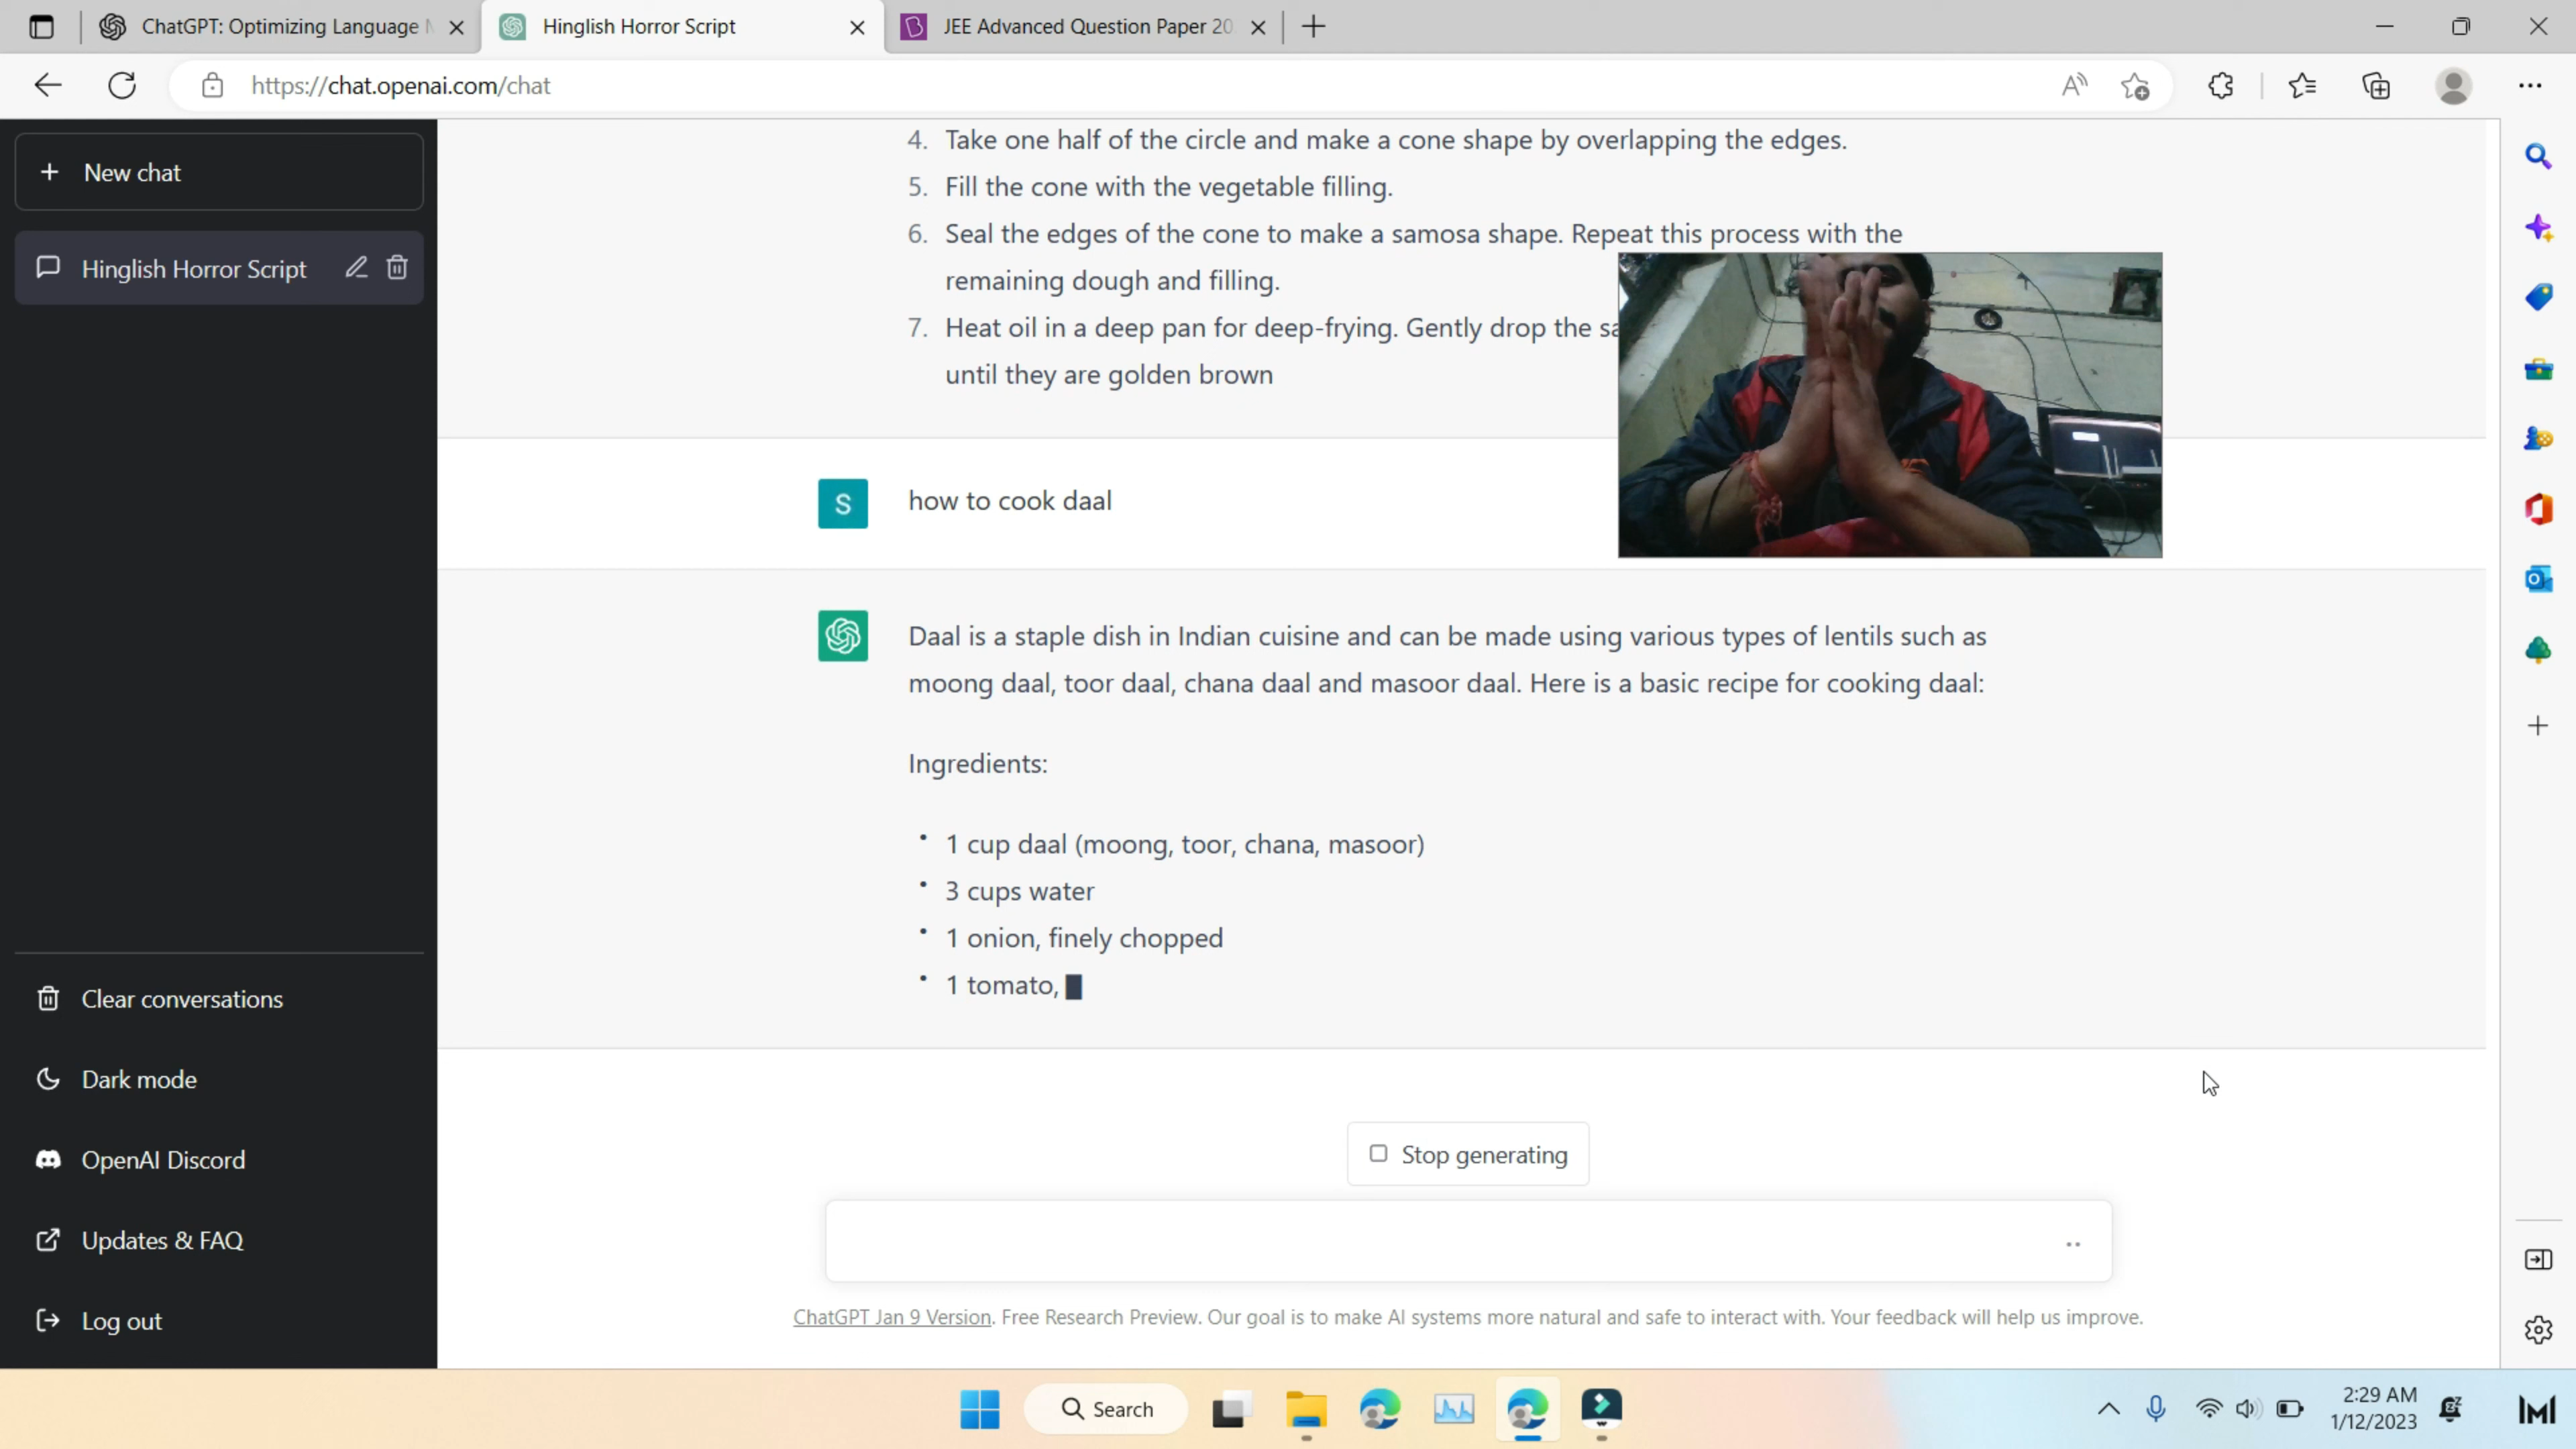 ChatGPT: Optimizing Language
Hinglish Horror Script
JEE Advanced Question Paper 20
https://chat.openai.com/chat
New chat
Hinglish Horror Script
4. Take one half of the circle and make a cone shape by overlapping the edges.
5. Fill the cone with the vegetable filling.
6. Seal the edges of the cone to make a samosa shape. Repeat this process with the
remaining dough and filling.
7. Heat oil in a deep pan for deep-frying. Gently drop the sa
until they are golden brown
S
how to cook daal
Daal is a staple dish in Indian cuisine and can be made using various types of lentils such as
moong daal, toor daal, chana daal and masoor daal. Here is a basic recipe for cooking daal:
Ingredients:
• 1 cup daal (moong, toor, chana, masoor)
• 3 cups water
• 1 onion, finely chopped
• 1 tomato,
Clear conversations
Dark mode
OpenAI Discord
Updates & FAQ
Log out
Stop generating
ChatGPT Jan 9 Version. Free Research Preview. Our goal is to make AI systems more natural and safe to interact with. Your feedback will help us improve.
Search
2:29 AM
1/12/2023